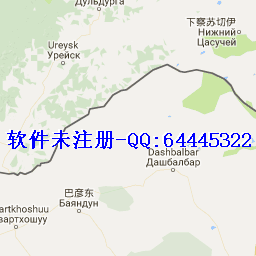 Дульдурга
下察苏切伊
Нижний
Цасучей
Ureysk
Урейск
软件未注册-QQ:64445322
Dashbalbar
Дашбалбар
巴彦东
Баяндун
artkhoshuu
вартхошуу